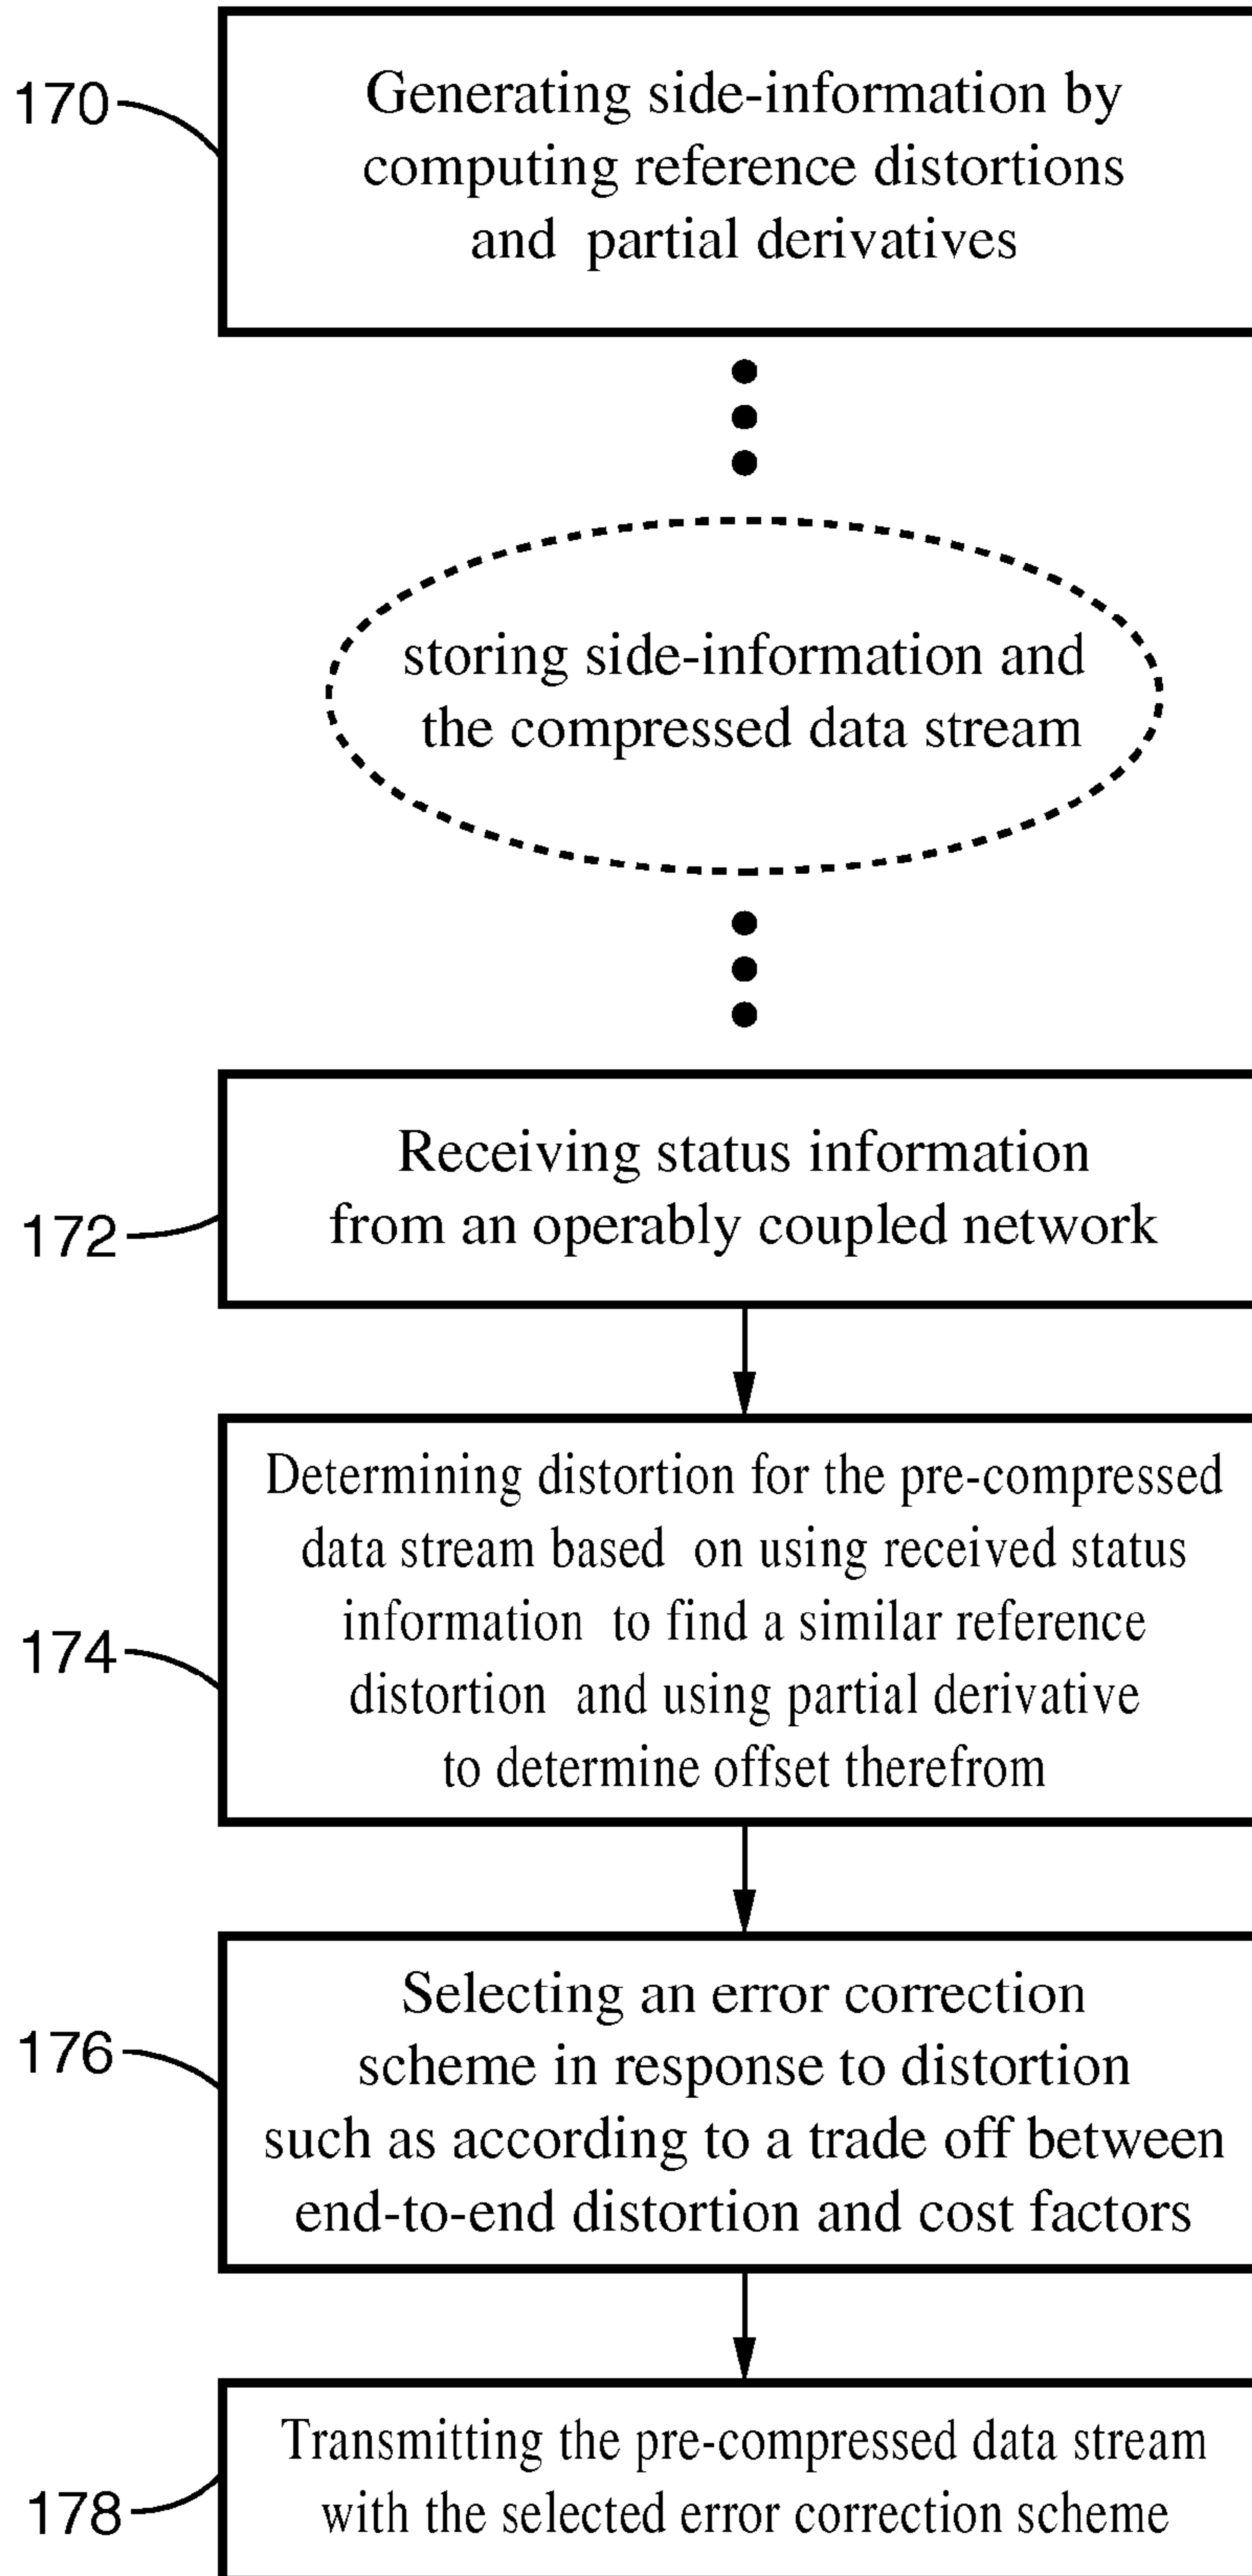 170
Generating side-information by
computing reference distortions
and partial derivatives
storing side-information and
the compressed data stream
172
Receiving status information
from an operably coupled network
174
Determining distortion for the pre-compressed
data stream based on using received status
information to find a similar reference
distortion and using partial derivative
to determine offset therefrom
176
Selecting an error correction
scheme in response to distortion
such as according to a trade off between
end-to-end distortion and cost factors
178
Transmitting the pre-compressed data stream
with the selected error correction scheme